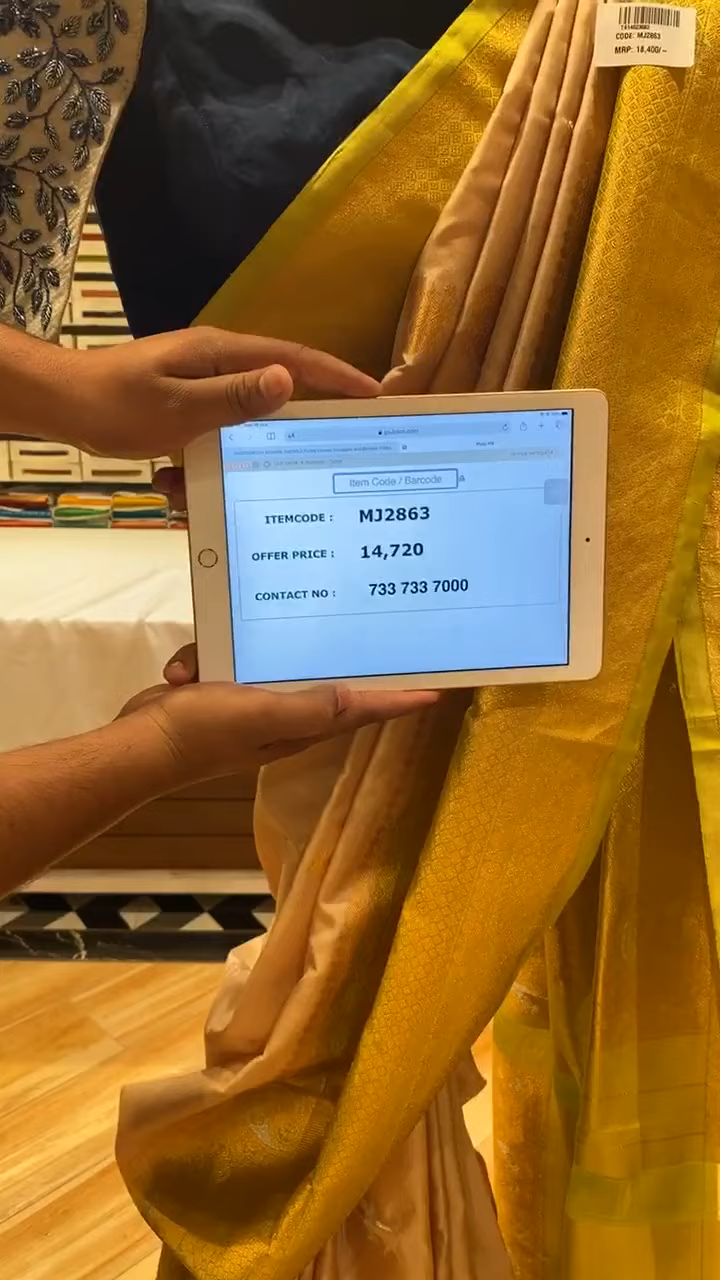 CODE: MJ2863
MRP: 18,400/-
Item Code / Barcode
ITEMCODE : MJ2863
OFFER PRICE : 14,720
CONTACT NO : 733 733 7000